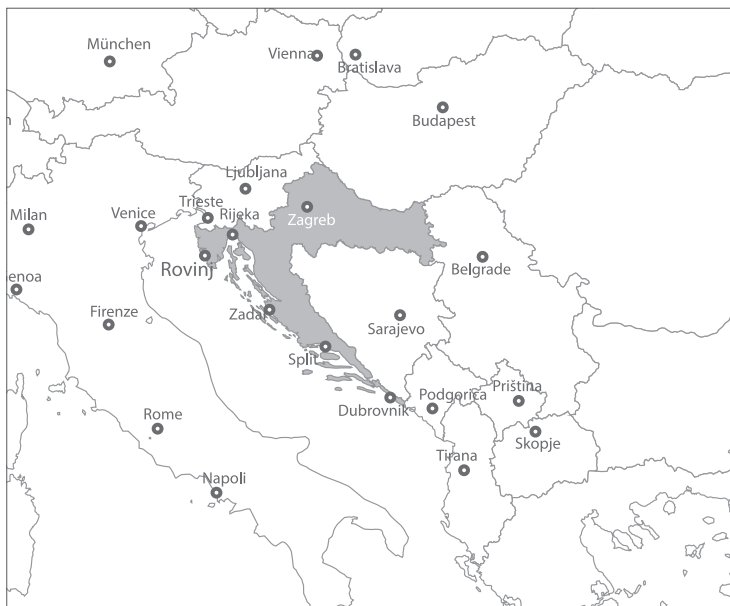 München
Vienna
Bratislava
Budapest
Ljubljana
Trieste
Rijeka
Zagreb
Milan
Venice
Rovinj
Belgrade
enoa
Firenze
Zadar
Sarajevo
Split
Dubrovnik
Podgorica
Priština
Rome
Skopje
Tirana
Napoli